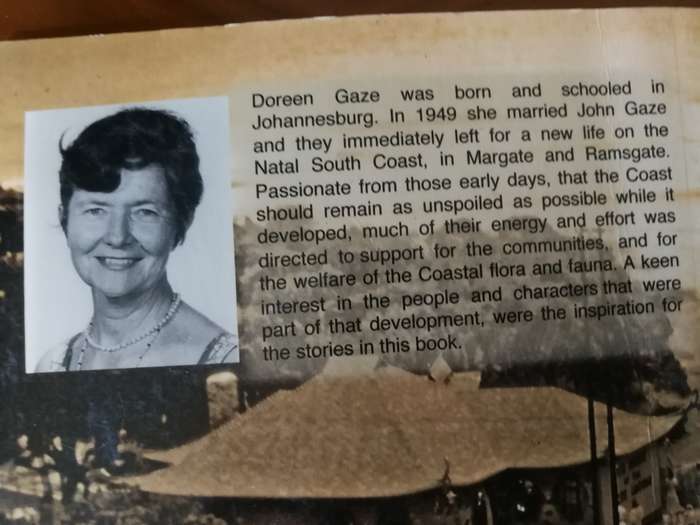 Doreen Gaze was born and schooled in
Johannesburg. In 1949 she married John Gaze
and they immediately left for a new life on the
Natal South Coast, in Margate and Ramsgate.
Passionate from those early days, that the Coast
should remain as unspoiled as possible while it
developed, much of their energy and effort was
directed to support for the communities, and for
the welfare of the Coastal flora and fauna. A keen
interest in the people and characters that were
part of that development, were the inspiration for
the stories in this book.